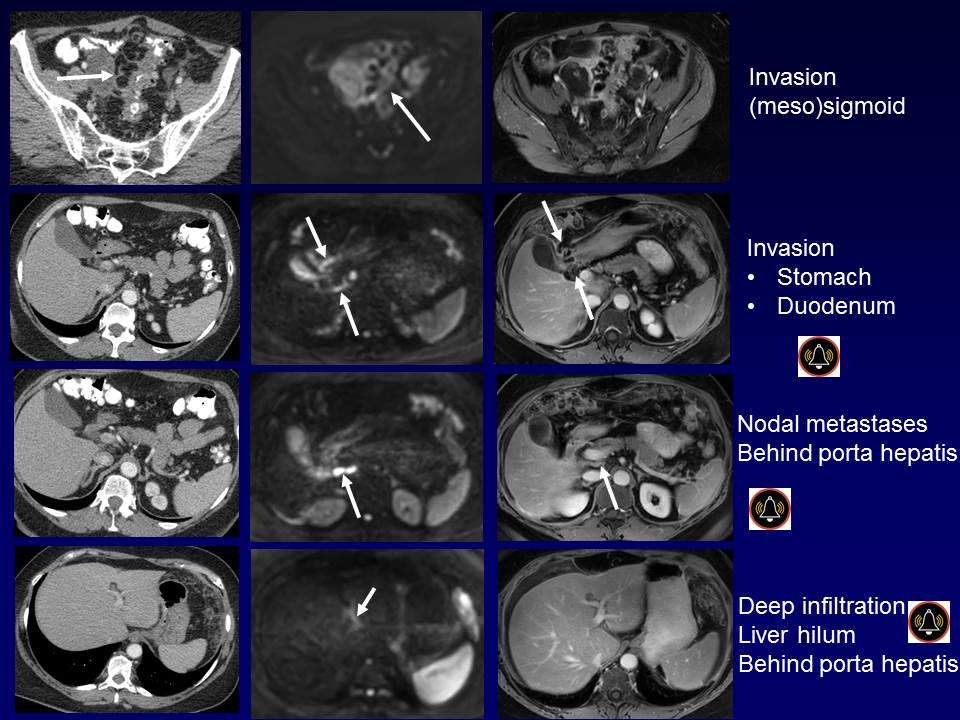 Invasion
(meso)sigmoid
Invasion
• Stomach
• Duodenum
Nodal metastases
Behind porta hepatis
Deep infiltration
Liver hilum
Behind porta hepatis